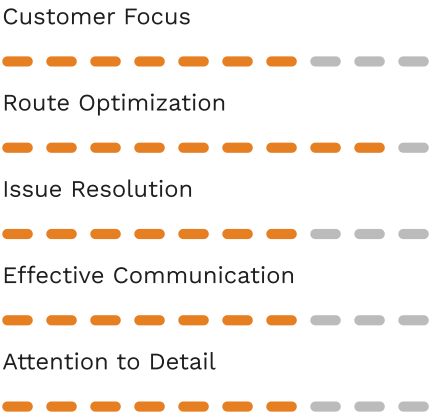 Customer Focus
Route Optimization
Issue Resolution
Effective Communication
Attention to Detail